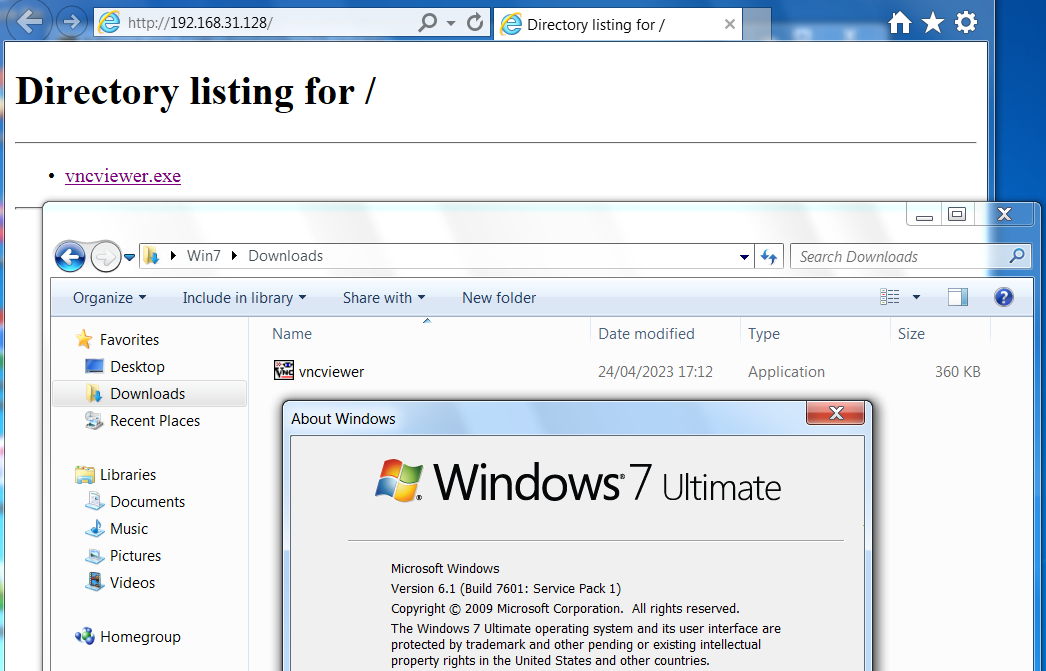 http://192.168.31.128/
Directory listing for /
Directory listing for /
vncviewer.exe
Win7 Downloads
Search Downloads
Organize Include in library Share with New folder
Name Date modified Type Size
Favorites
Desktop
Downloads
Recent Places
Libraries
Documents
Music
Pictures
Videos
Homegroup
vncviewer 24/04/2023 17:12 Application 360 KB
About Windows
Windows® 7 Ultimate
Microsoft Windows
Version 6.1 (Build 7601: Service Pack 1)
Copyright © 2009 Microsoft Corporation. All rights reserved.
The Windows 7 Ultimate operating system and its user interface are
protected by trademark and other pending or existing intellectual
property rights in the United States and other countries.